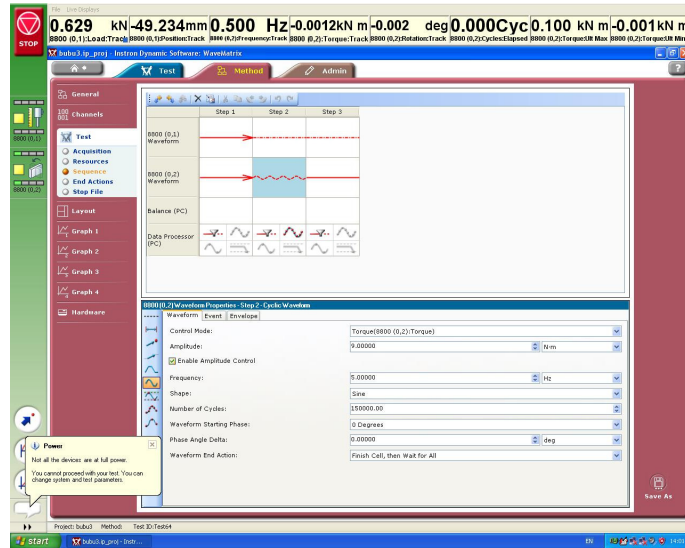 File Live Displays
0.629 kN -49.234mm 0.500 Hz -0.0012kN m -0.002 deg 0.000Cyc 0.100 kN m -0.001kN m
8800 (0,1):Load:Track 8800 (0,1)Position:Track 8800 (0,2):Frequency:Track 8800 (0,2):Torque:Track 8800 (0,2):Rotation:Track 8800 (0,2):Cycles:Elapsed 8800 (0,2):Torque:Ult Max 8800 (0,2):Torque:Ult Min
STOP
bubu3.ip_proj - Instron Dynamic Software: WaveMatrix
Test
Method
Admin
?
General
100
001 Channels
Test
Acquisition
Resources
Sequence
End Actions
Stop File
Layout
Graph 1
Graph 2
Graph 3
Graph 4
Hardware
8800 (0,1)
8800 (0,2)
Step 1 Step 2 Step 3
8800 (0,1)
Waveform
8800 (0,2)
Waveform
Balance (PC)
Data Processor
(PC)
8800 (0,2) Waveform Properties - Step 2 - Cyclic Waveform
Waveform Event Envelope
Control Mode: Torque(8800 (0,2):Torque)
Amplitude: 9.00000 N·m
Enable Amplitude Control
Frequency: 5.00000 Hz
Shape: Sine
Number of Cycles: 150000.00
Waveform Starting Phase: 0 Degrees
Phase Angle Delta: 0.00000 deg
Waveform End Action: Finish Cell, then Wait for All
Power
Not all the devices are at full power.
You cannot proceed with your test. You can
change system and test parameters.
Save As
Project: bubu3 Method: Test ID:Test64
start
bubu3.ip_proj - Instr...
EN
14:01